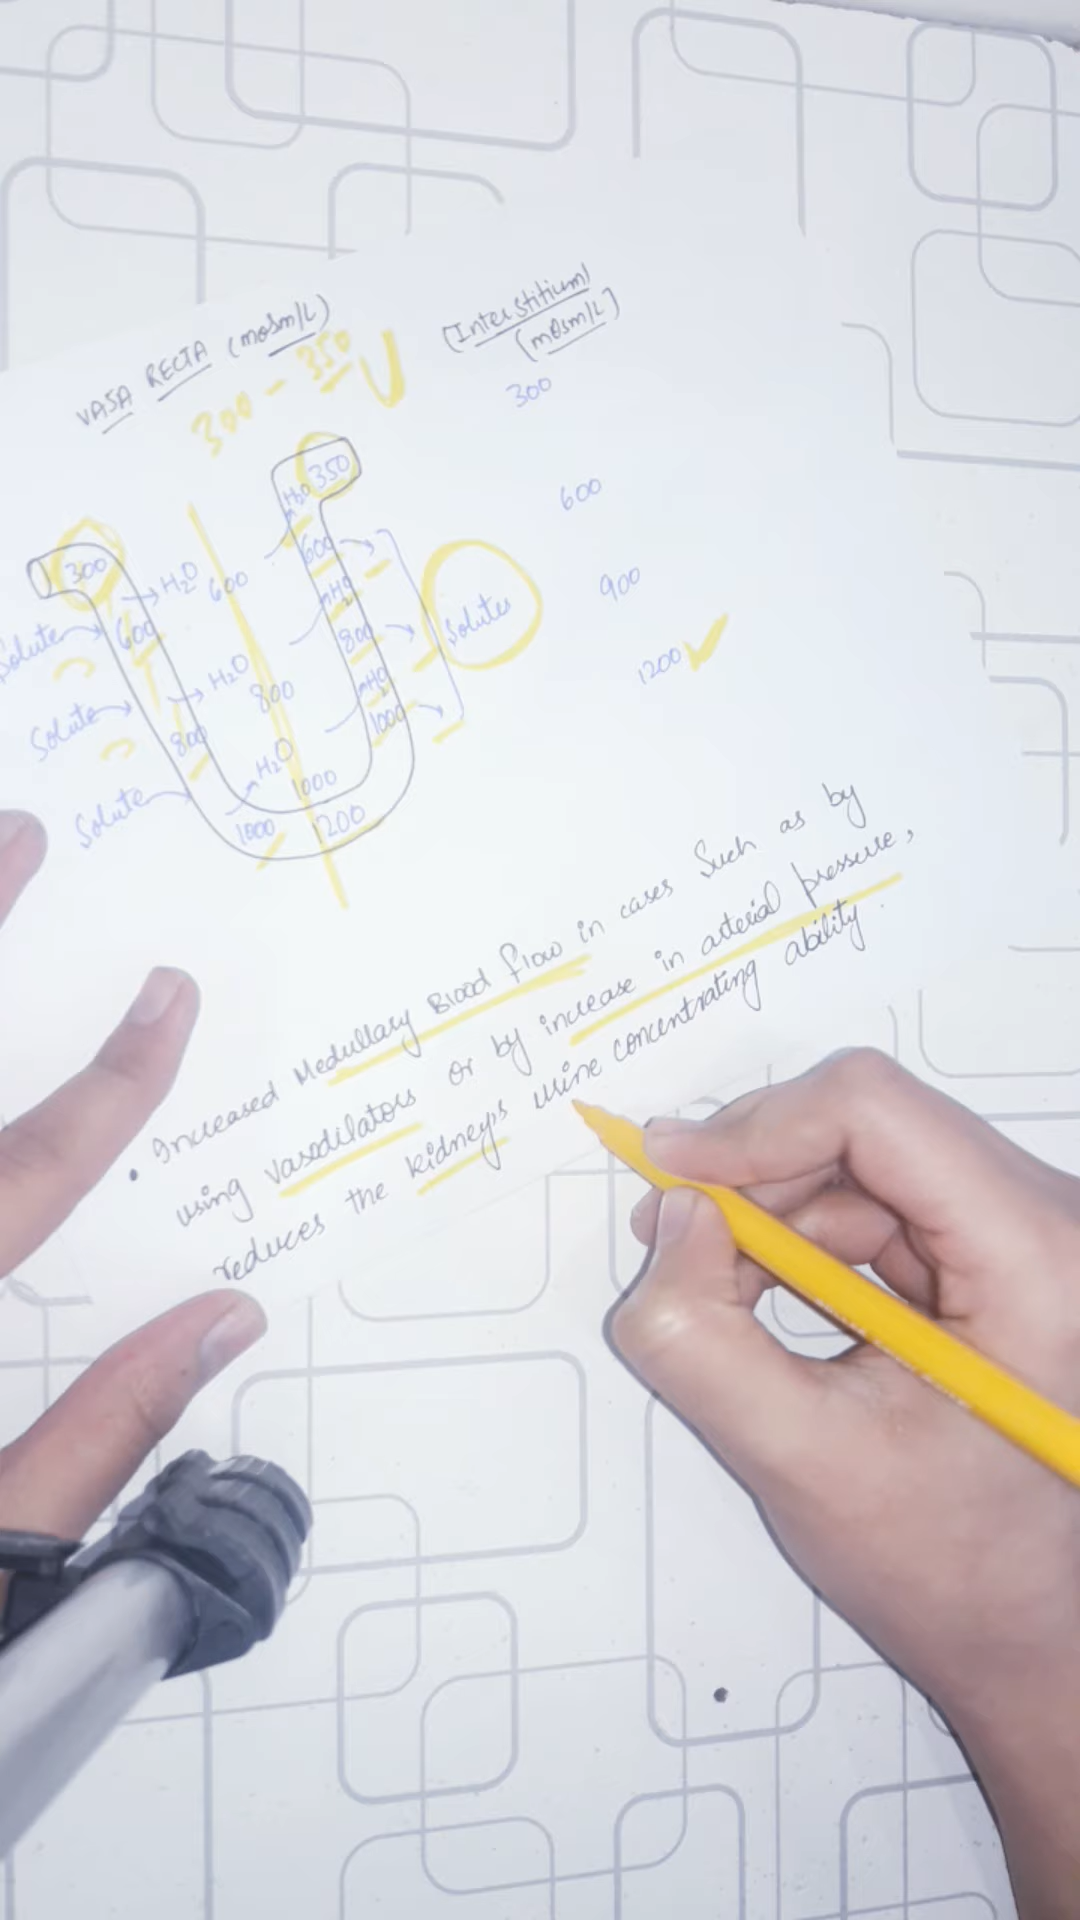 VASA RECTA (mosm/L)
(Interstitium)
(mosm/L)
300 - 350
300
350
300
H₂O
H₂O
600
600
600
600
Solute
Solutes
900
H₂O
H₂O
800
1200
800
Solute
H₂O
800
1000
H₂O
1000
Solute
1000
1200
• Increased Medullary Blood flow in cases such as by
using vasodilators or by increase in arterial pressure,
reduces the kidney's urine concentrating ability.